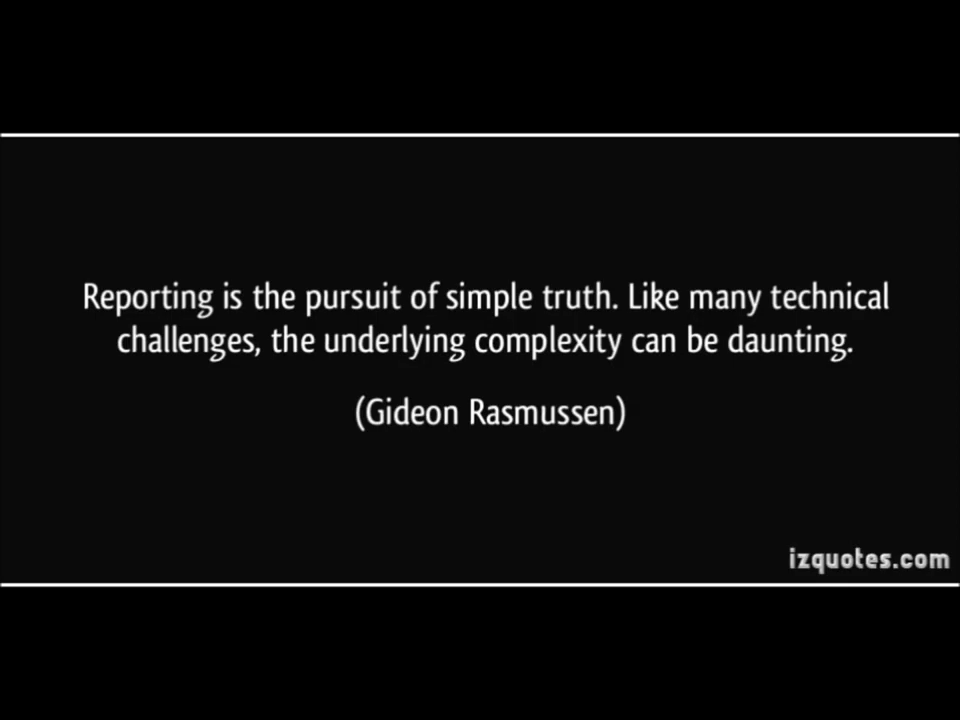 Reporting is the pursuit of simple truth. Like many technical
challenges, the underlying complexity can be daunting.
(Gideon Rasmussen)
izquotes.com